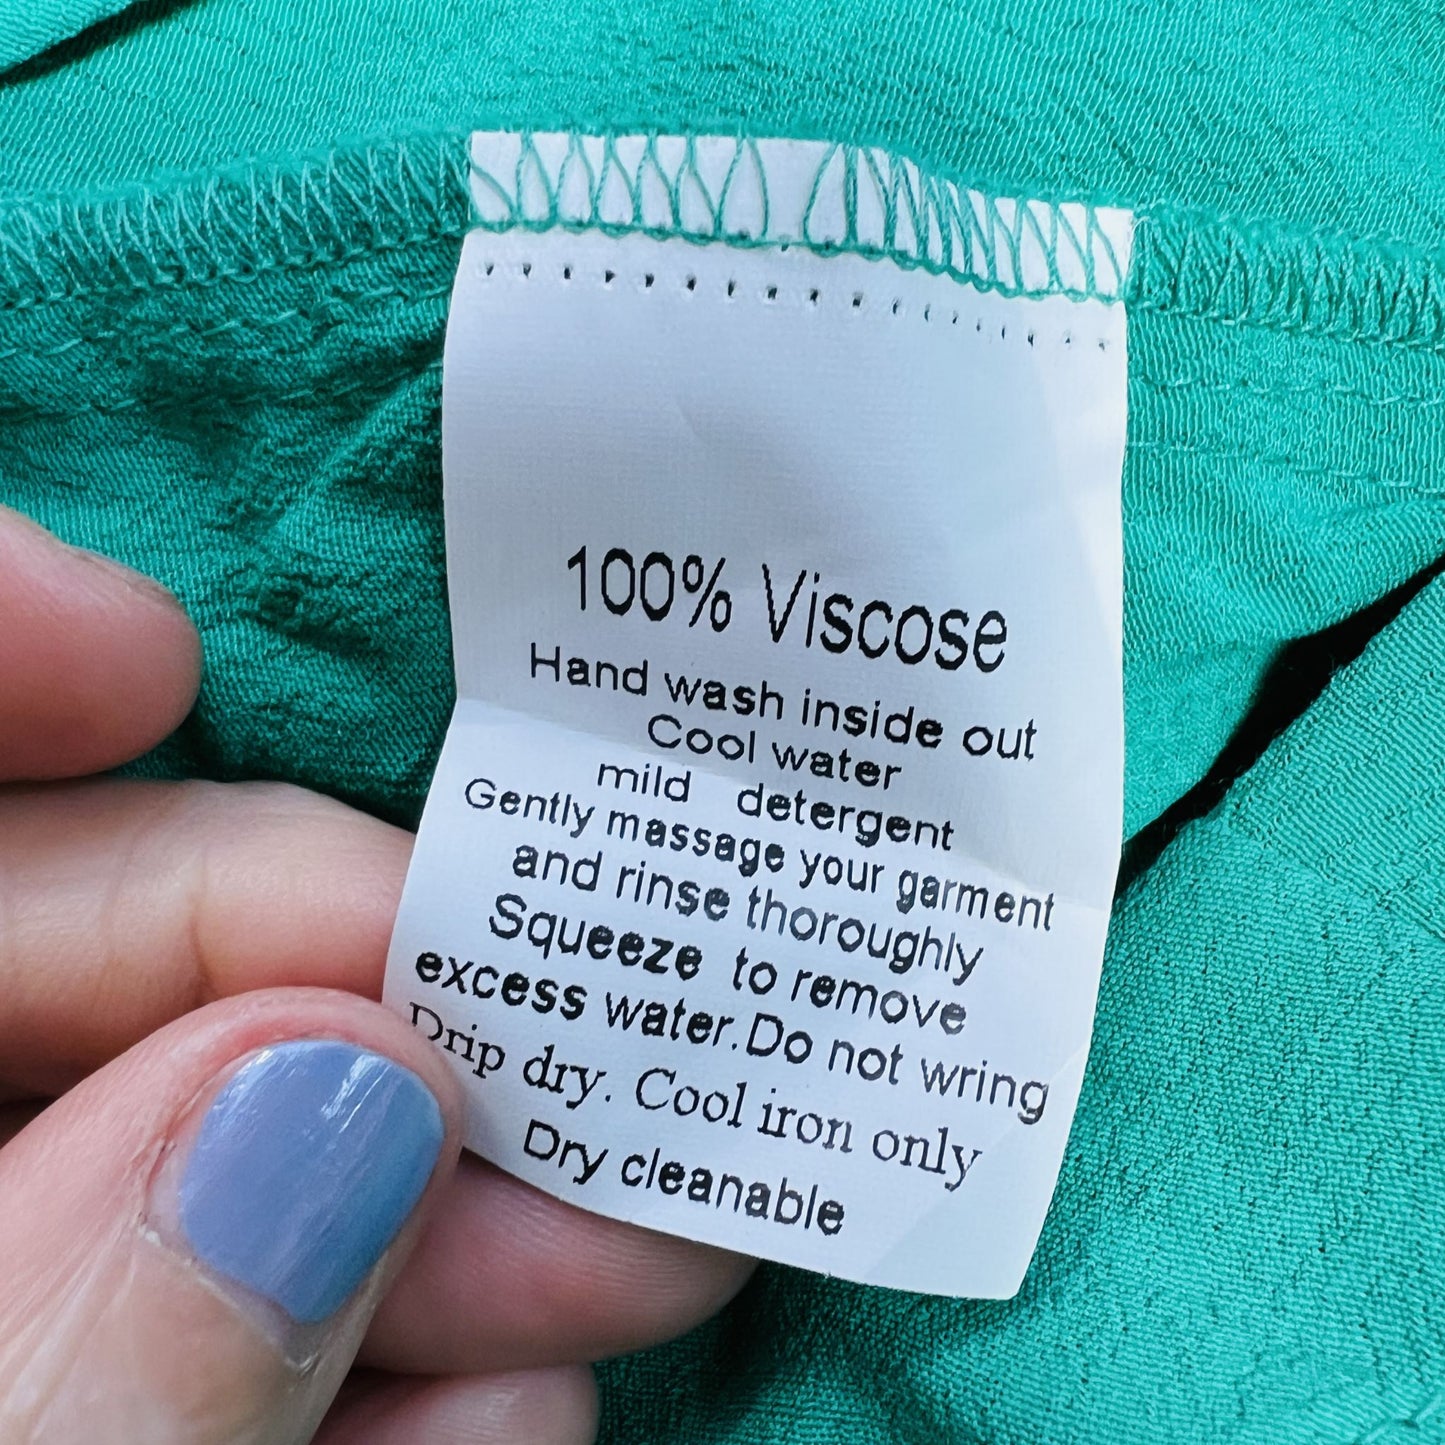 100% Viscose
Hand wash inside out
Cool water
mild detergent
Gently massage your garment
and rinse thoroughly
Squeeze to remove
excess water.Do not wring
Drip dry. Cool iron only
Dry cleanable